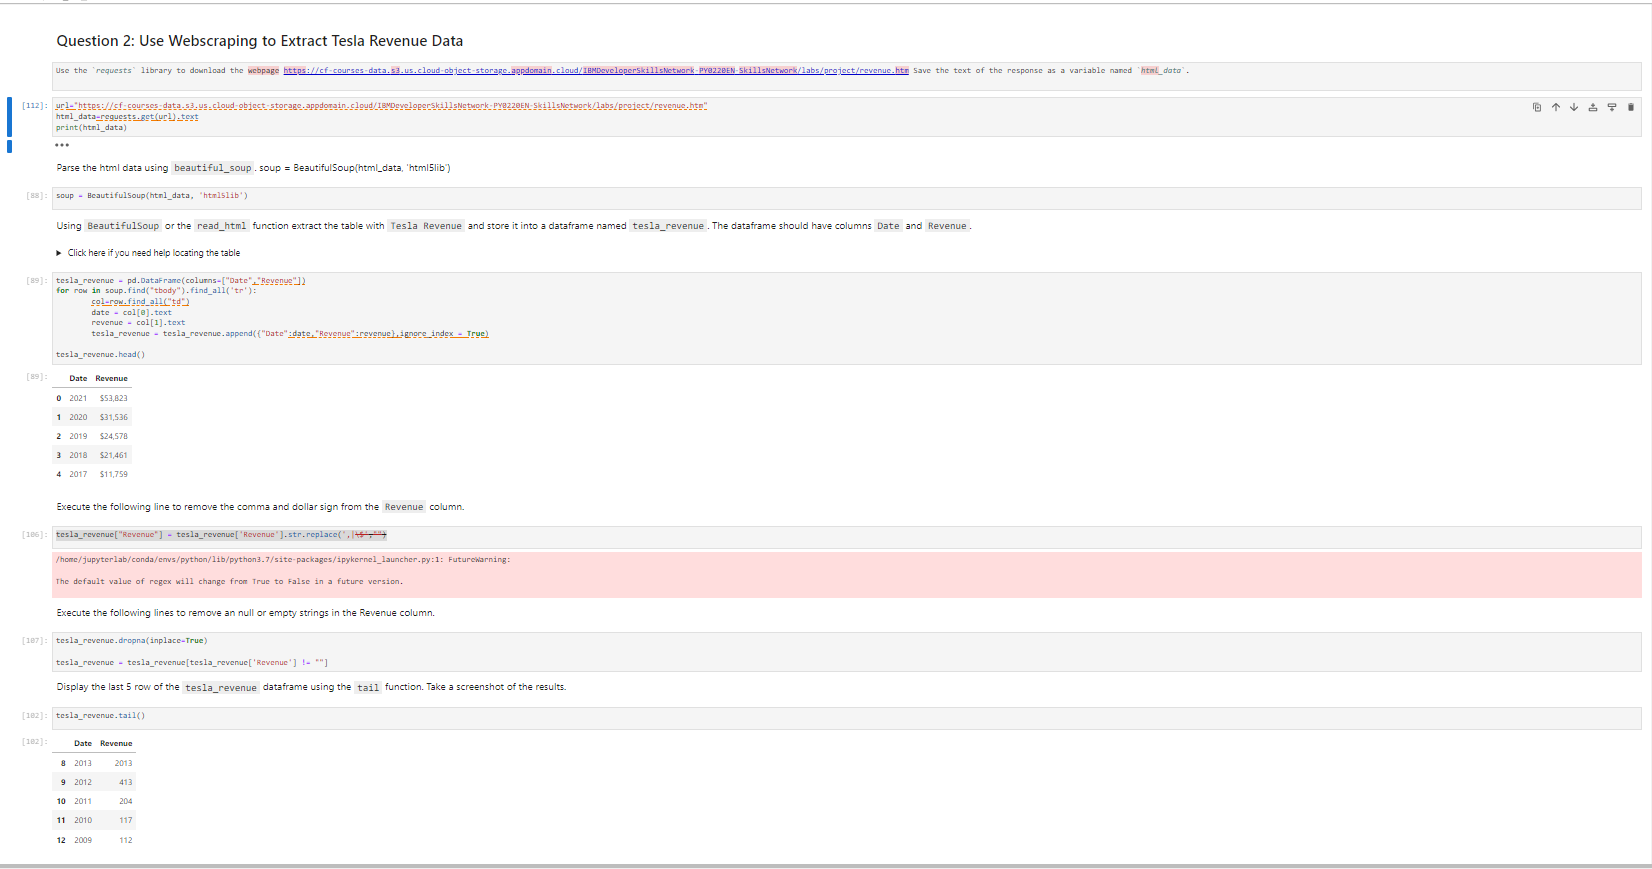 Question 2: Use Webscraping to Extract Tesla Revenue Data
Use the `requests` library to download the webpage https://cf-courses-data.s3.us.cloud-object-storage.appdomain.cloud/IBMDeveloperSkillsNetwork-PY0220EN-SkillsNetwork/labs/project/revenue.htm Save the text of the response as a variable named `html_data`.
[112]: url="https://cf-courses-data.s3.us.cloud-object-storage.appdomain.cloud/IBMDeveloperSkillsNetwork-PY0220EN-SkillsNetwork/labs/project/revenue.htm"
html_data=requests.get(url).text
print(html_data)
•••
Parse the html data using beautiful_soup. soup = BeautifulSoup(html_data, 'html5lib')
[88]: soup = BeautifulSoup(html_data, 'html5lib')
Using BeautifulSoup or the read_html function extract the table with Tesla Revenue and store it into a dataframe named tesla_revenue. The dataframe should have columns Date and Revenue.
▶ Click here if you need help locating the table
[89]: tesla_revenue = pd.DataFrame(columns=["Date","Revenue"])
for row in soup.find("tbody").find_all('tr'):
col=row.find_all("td")
date = col[0].text
revenue = col[1].text
tesla_revenue = tesla_revenue.append({"Date":date,"Revenue":revenue},ignore_index = True)
tesla_revenue.head()
[89]: Date Revenue
0 2021 $53,823
1 2020 $31,536
2 2019 $24,578
3 2018 $21,461
4 2017 $11,759
Execute the following line to remove the comma and dollar sign from the Revenue column.
[106]: tesla_revenue["Revenue"] = tesla_revenue['Revenue'].str.replace(',|\$',"")
/home/jupyterlab/conda/envs/python/lib/python3.7/site-packages/ipykernel_launcher.py:1: FutureWarning:
The default value of regex will change from True to False in a future version.
Execute the following lines to remove an null or empty strings in the Revenue column.
[107]: tesla_revenue.dropna(inplace=True)
tesla_revenue = tesla_revenue[tesla_revenue['Revenue'] != ""]
Display the last 5 row of the tesla_revenue dataframe using the tail function. Take a screenshot of the results.
[102]: tesla_revenue.tail()
[102]: Date Revenue
8 2013 2013
9 2012 413
10 2011 204
11 2010 117
12 2009 112